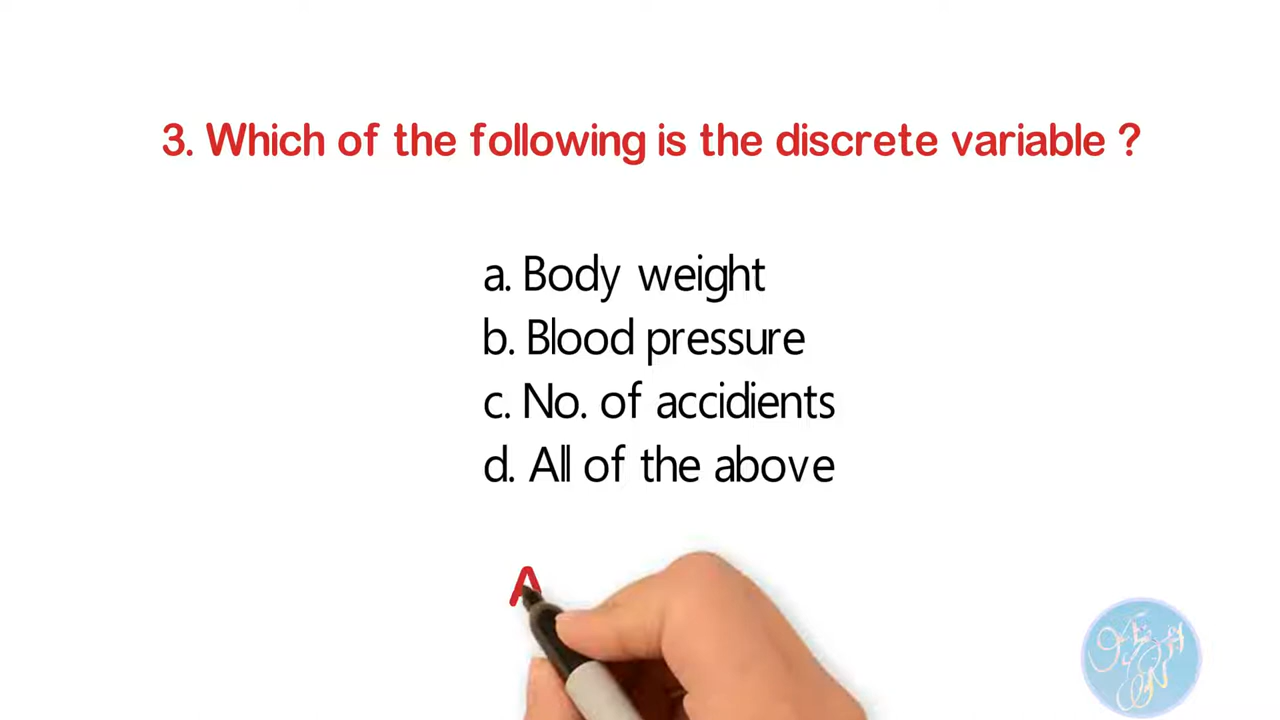 3. Which of the following is the discrete variable ?
a. Body weight
b. Blood pressure
c. No. of accidients
d. All of the above
A